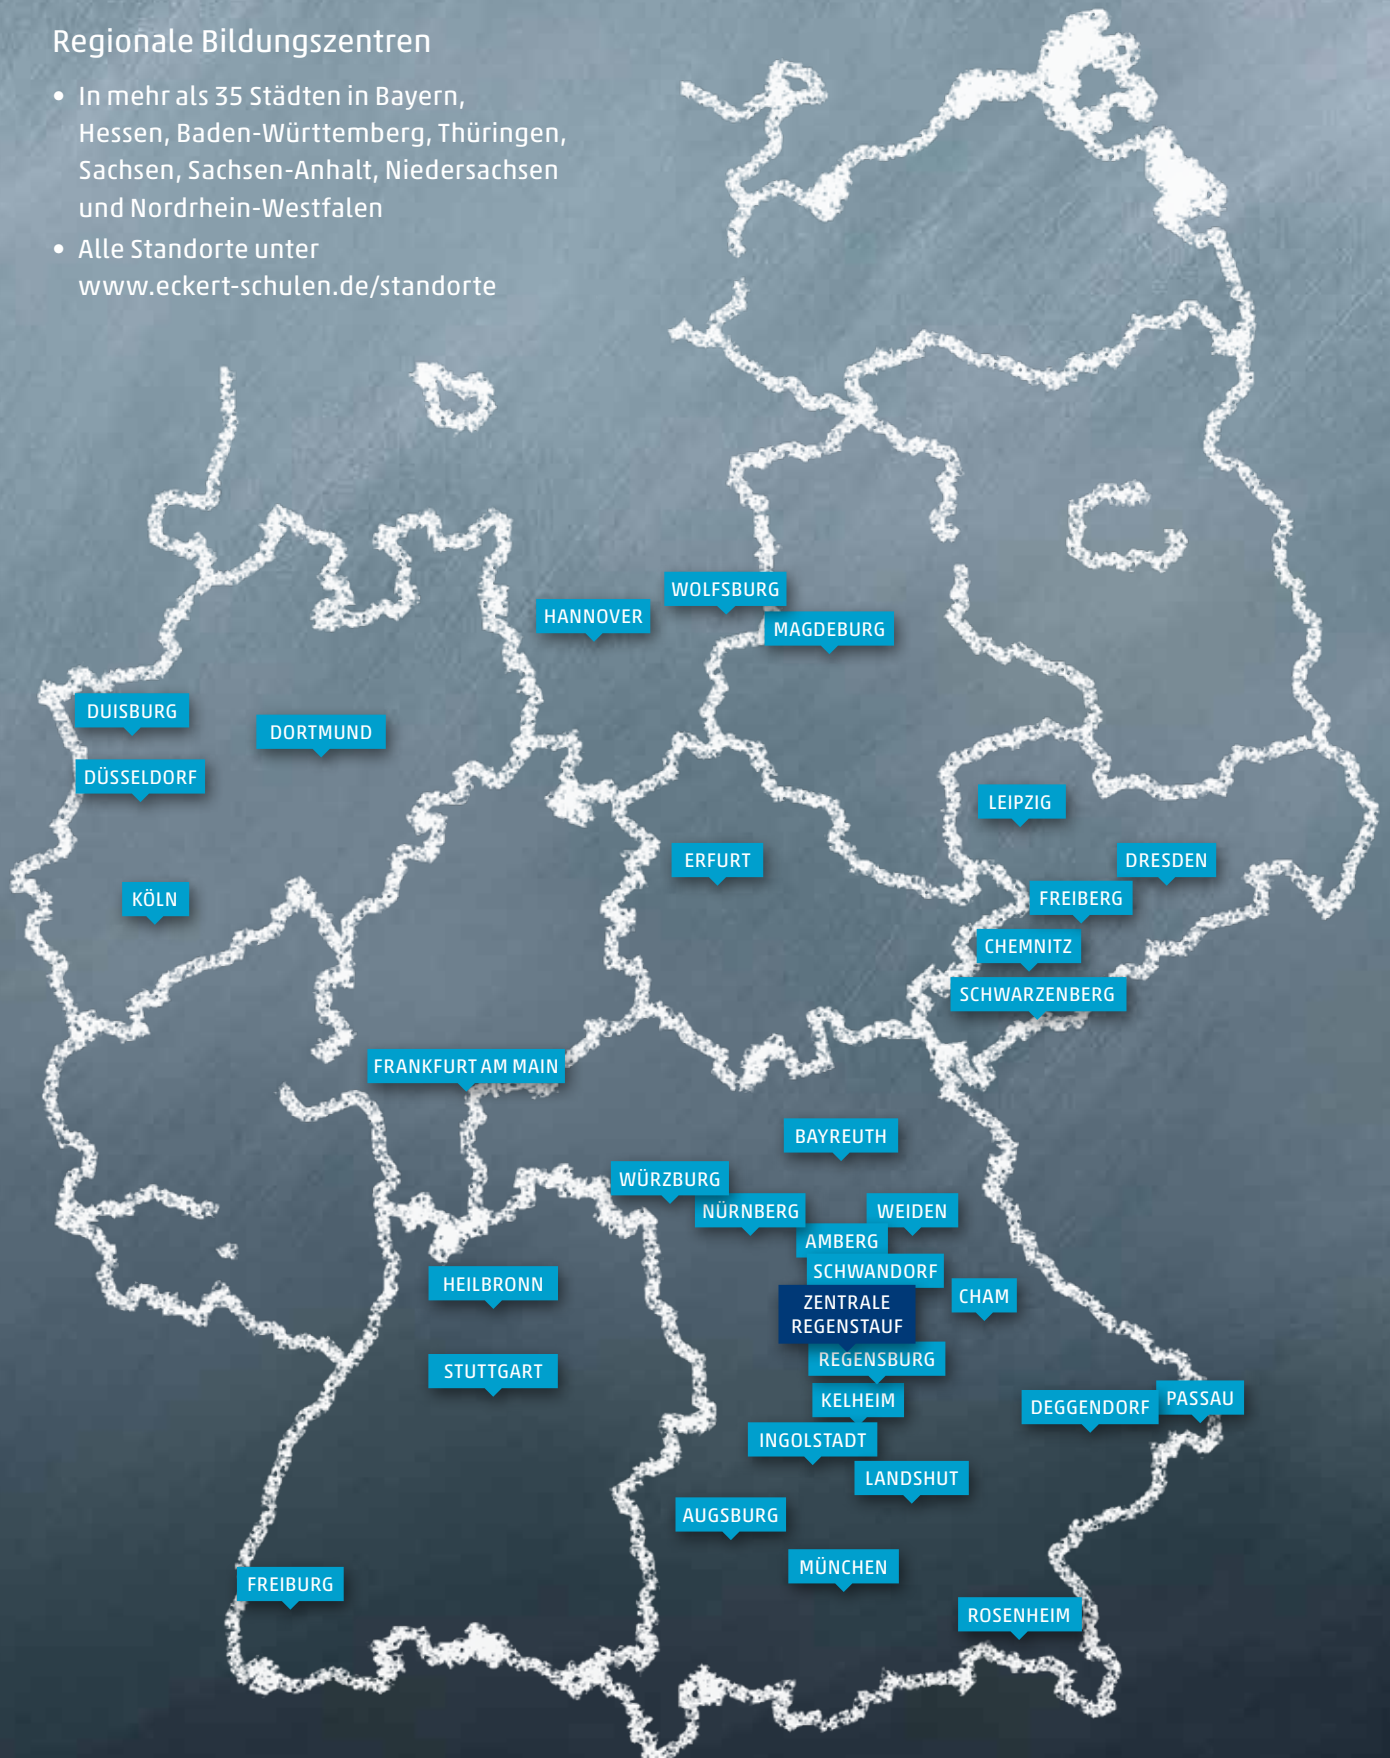 Regionale Bildungszentren
• In mehr als 35 Städten in Bayern,
Hessen, Baden-Württemberg, Thüringen,
Sachsen, Sachsen-Anhalt, Niedersachsen
und Nordrhein-Westfalen
• Alle Standorte unter
www.eckert-schulen.de/standorte
WOLFSBURG
HANNOVER
MAGDEBURG
DUISBURG
DORTMUND
DÜSSELDORF
LEIPZIG
ERFURT
DRESDEN
KÖLN
FREIBERG
CHEMNITZ
SCHWARZENBERG
FRANKFURT AM MAIN
BAYREUTH
WÜRZBURG
NÜRNBERG
WEIDEN
AMBERG
SCHWANDORF
HEILBRONN
CHAM
ZENTRALE
REGENSTAUF
REGENSBURG
STUTTGART
KELHEIM
DEGGENDORF
PASSAU
INGOLSTADT
LANDSHUT
AUGSBURG
MÜNCHEN
FREIBURG
ROSENHEIM